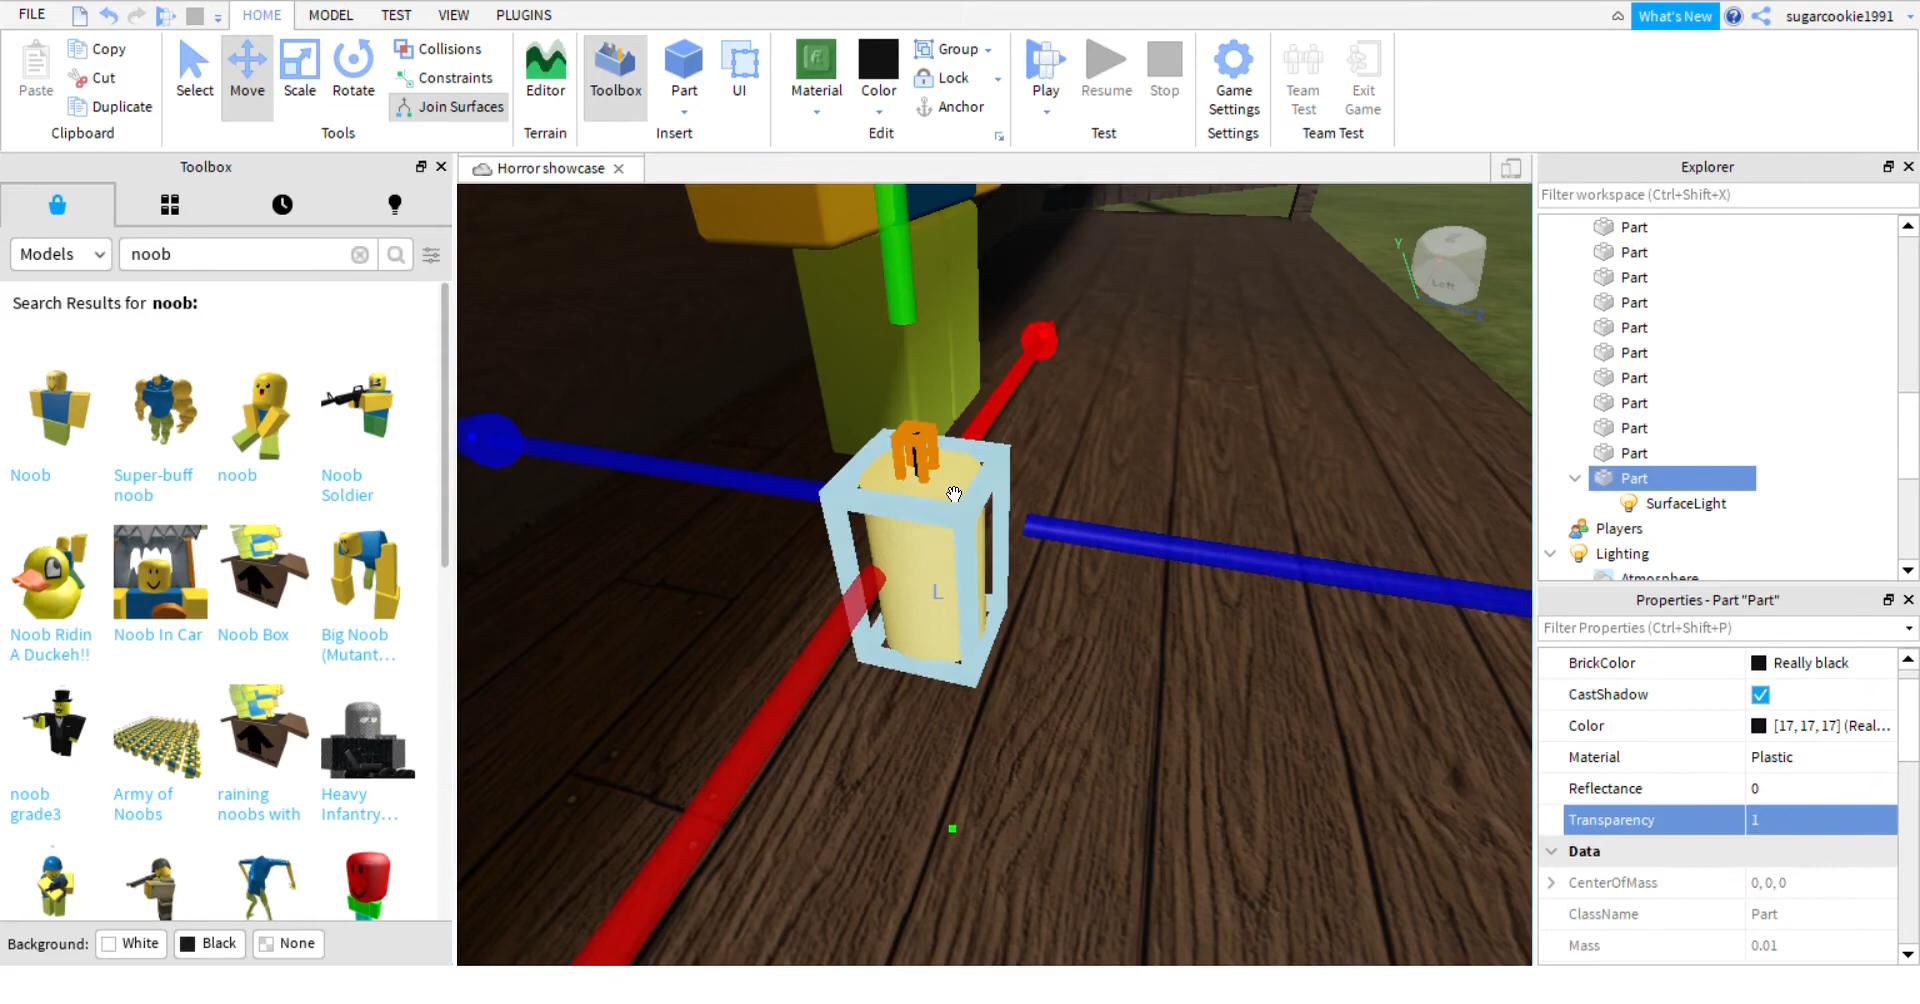 FILE
HOME
MODEL
TEST
VIEW
PLUGINS
What's New
sugarcookie1991
Paste
Copy
Cut
Duplicate
Clipboard
Select
Move
Scale
Rotate
Collisions
Constraints
Join Surfaces
Tools
Editor
Terrain
Toolbox
Part
UI
Insert
Material
Color
Group
Lock
Anchor
Edit
Play
Resume
Stop
Test
Game
Settings
Settings
Team
Test
Exit
Game
Team Test
Toolbox
Models
noob
Search Results for noob:
Noob
Super-buff
noob
noob
Noob
Soldier
Noob Ridin
A Duckeh!!
Noob In Car
Noob Box
Big Noob
(Mutant...
noob
grade3
Army of
Noobs
raining
noobs with
Heavy
Infantry...
Background:
White
Black
None
Horror showcase
Y
Left
Z
L
Explorer
Filter workspace (Ctrl+Shift+X)
Part
Part
Part
Part
Part
Part
Part
Part
Part
Part
Part
SurfaceLight
Players
Lighting
Atmosphere
Properties - Part "Part"
Filter Properties (Ctrl+Shift+P)
BrickColor Really black
CastShadow
Color [17, 17, 17] (Real...
Material Plastic
Reflectance 0
Transparency 1
Data
CenterOfMass 0, 0, 0
ClassName Part
Mass 0.01